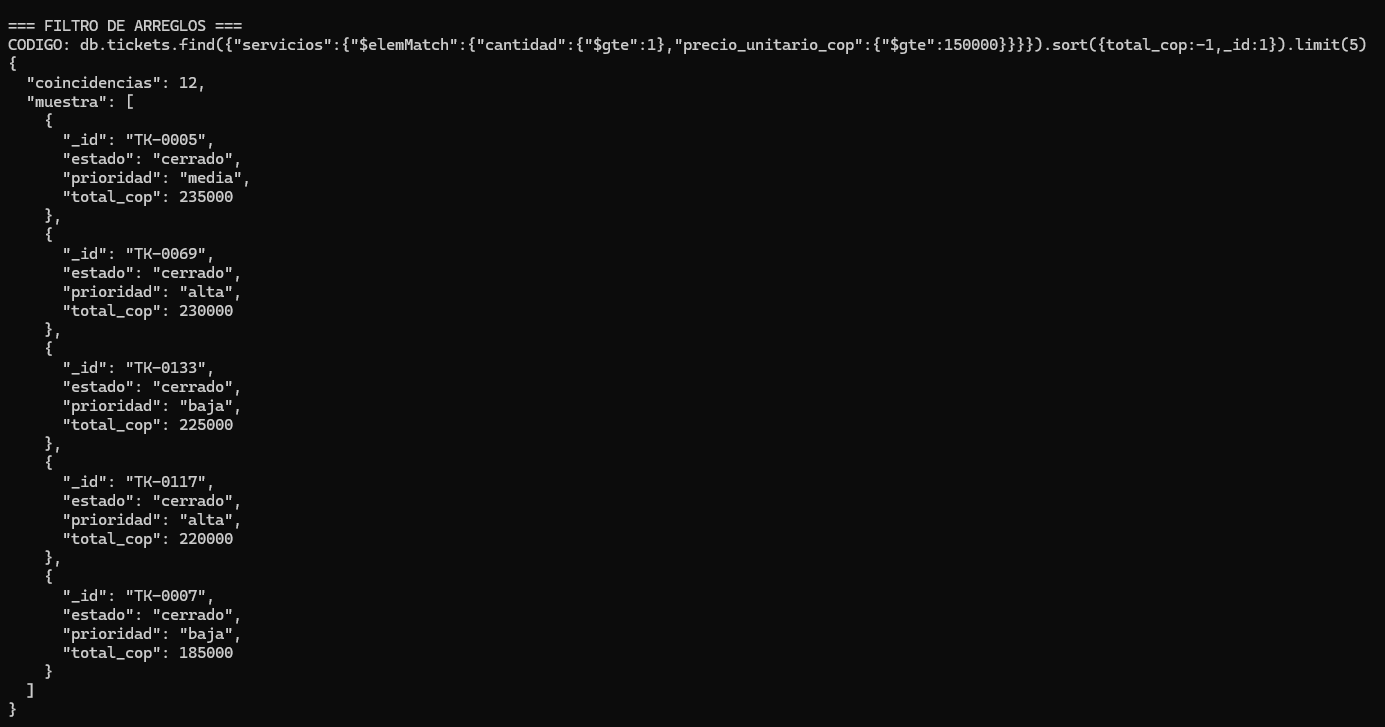 === FILTRO DE ARREGLOS ===
CODIGO: db.tickets.find({"servicios":{"$elemMatch":{"cantidad":{"$gte":1},"precio_unitario_cop":{"$gte":150000}}}}).sort({total_cop:-1,_id:1}).limit(5)
{
  "coincidencias": 12,
  "muestra": [
    {
      "_id": "TK-0005",
      "estado": "cerrado",
      "prioridad": "media",
      "total_cop": 235000
    },
    {
      "_id": "TK-0069",
      "estado": "cerrado",
      "prioridad": "alta",
      "total_cop": 230000
    },
    {
      "_id": "TK-0133",
      "estado": "cerrado",
      "prioridad": "baja",
      "total_cop": 225000
    },
    {
      "_id": "TK-0117",
      "estado": "cerrado",
      "prioridad": "alta",
      "total_cop": 220000
    },
    {
      "_id": "TK-0007",
      "estado": "cerrado",
      "prioridad": "baja",
      "total_cop": 185000
    }
  ]
}